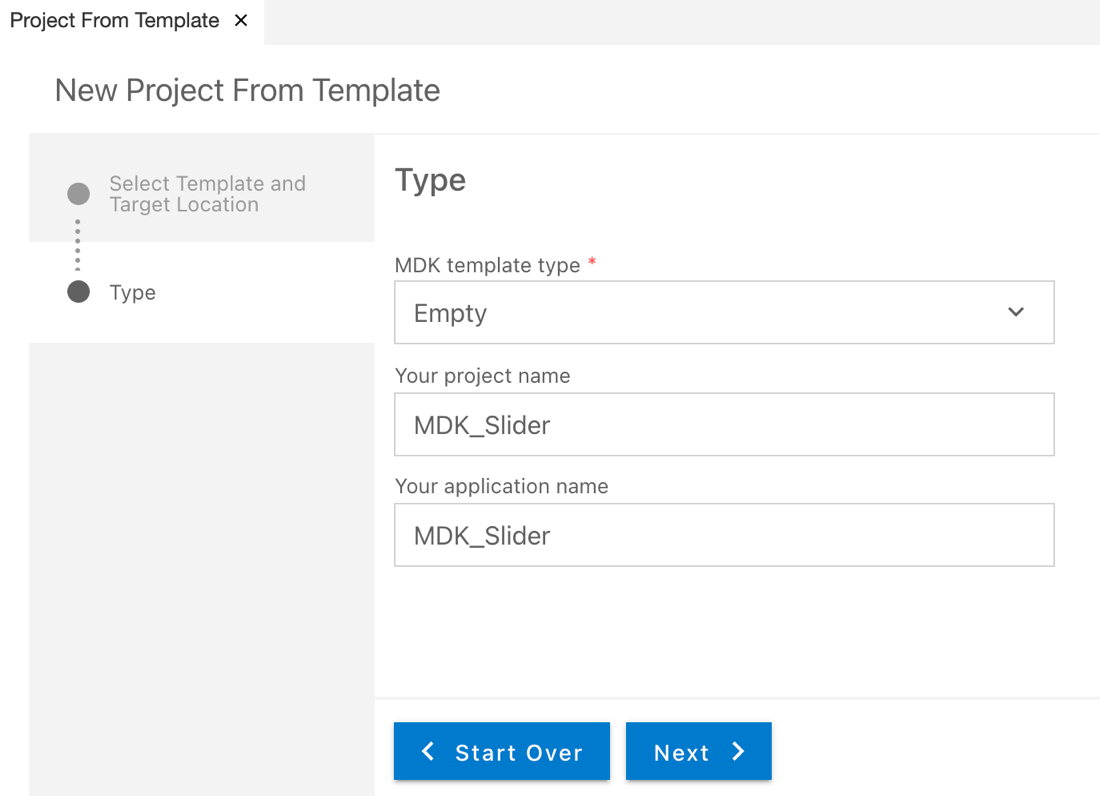 Project From Template
New Project From Template
Select Template and
Target Location
Type
Type
MDK template type *
Empty
Your project name
MDK_Slider
Your application name
MDK_Slider
Start Over
Next